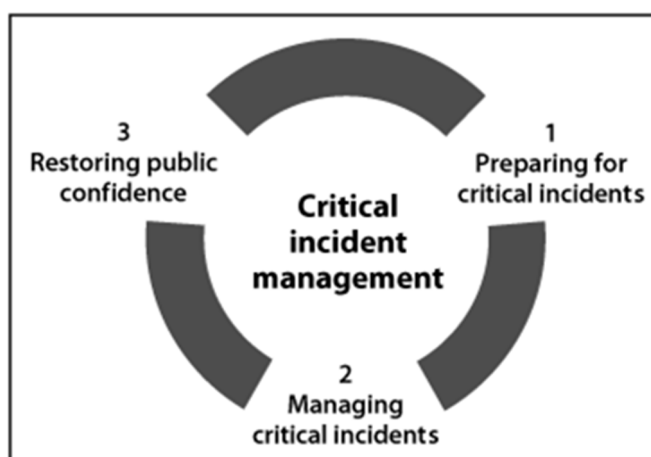 Critical
incident
management
1
Preparing for
critical incidents
2
Managing
critical incidents
3
Restoring public
confidence